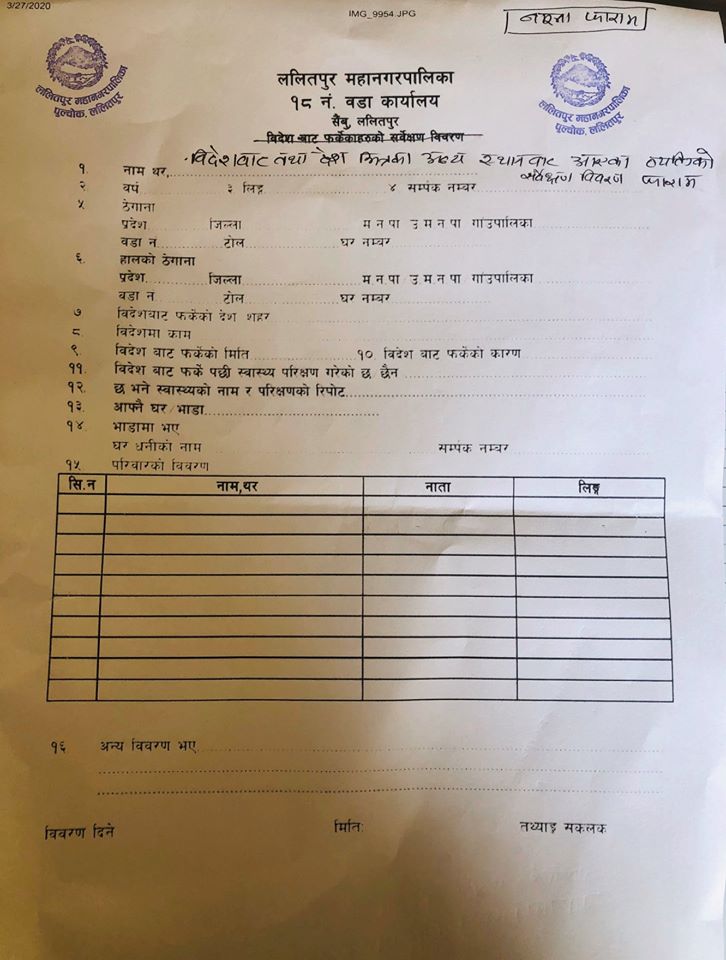 3/27/2020
IMG_9954.JPG
नमूना फाराम
ललितपुर महानगरपालिका
पुल्चोक, ललितपुर
ललितपुर महानगरपालिका
पुल्चोक, ललितपुर
ललितपुर महानगरपालिका
१८ नं. वडा कार्यालय
सैंबु, ललितपुर
विदेश बाट फर्केकाहरुको सर्वेक्षण विवरण
विदेशबाट तथा देश भित्रका अन्य स्थानबाट आएका व्यक्तिको
सर्वेक्षण विवरण फाराम
१. नाम थर,
२ वर्ष ३ लिङ्ग ४ सम्पंक नम्बर
५ ठेगाना
प्रदेश जिल्ला म न पा उ म न पा गाउपालिका
वडा न टोल घर नम्बर
६. हालको ठेगाना
प्रदेश जिल्ला म न पा उ म न पा गाउपालिका
वडा न टोल घर नम्बर
७ विदेशबाट फर्केको देश शहर
८. विदेशमा काम
९. विदेश बाट फर्केको मिति १०. विदेश बाट फर्केको कारण
११. विदेश बाट फर्के पछी स्वास्थ्य परिक्षण गरेको छ छैन
१२. छ भने स्वास्थ्यको नाम र परिक्षणको रिपोट
१३. आफ्नै घर भाडा
१४. भाडामा भए
घर धनीको नाम सम्पंक नम्बर
१५ परिवारको विवरण
सि.न नाम,थर नाता लिङ्ग
१६ अन्य विवरण भए
विवरण दिने मिति: तथ्याङ्क सकलक